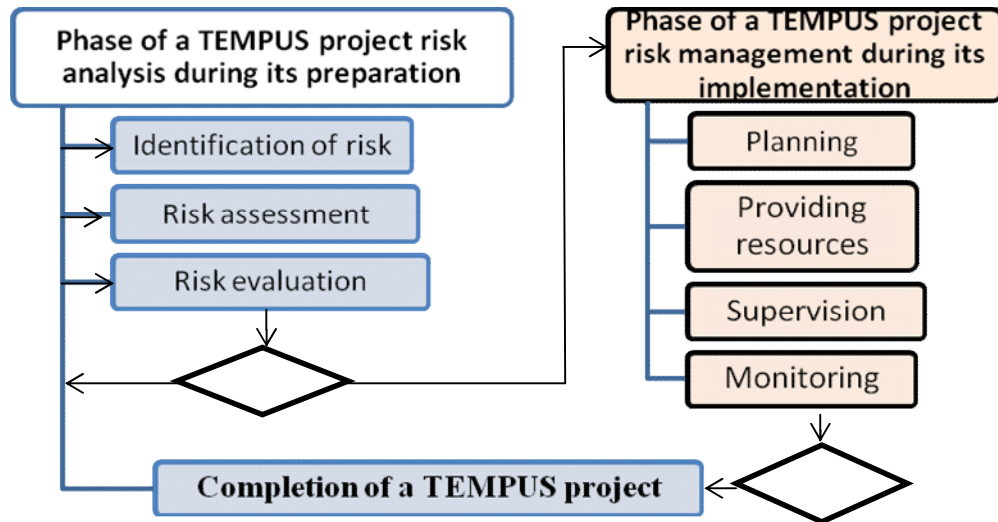 Phase of a TEMPUS project risk
analysis during its preparation
Identification of risk
Risk assessment
Risk evaluation
Phase of a TEMPUS project
risk management during its
implementation
Planning
Providing
resources
Supervision
Monitoring
Completion of a TEMPUS project